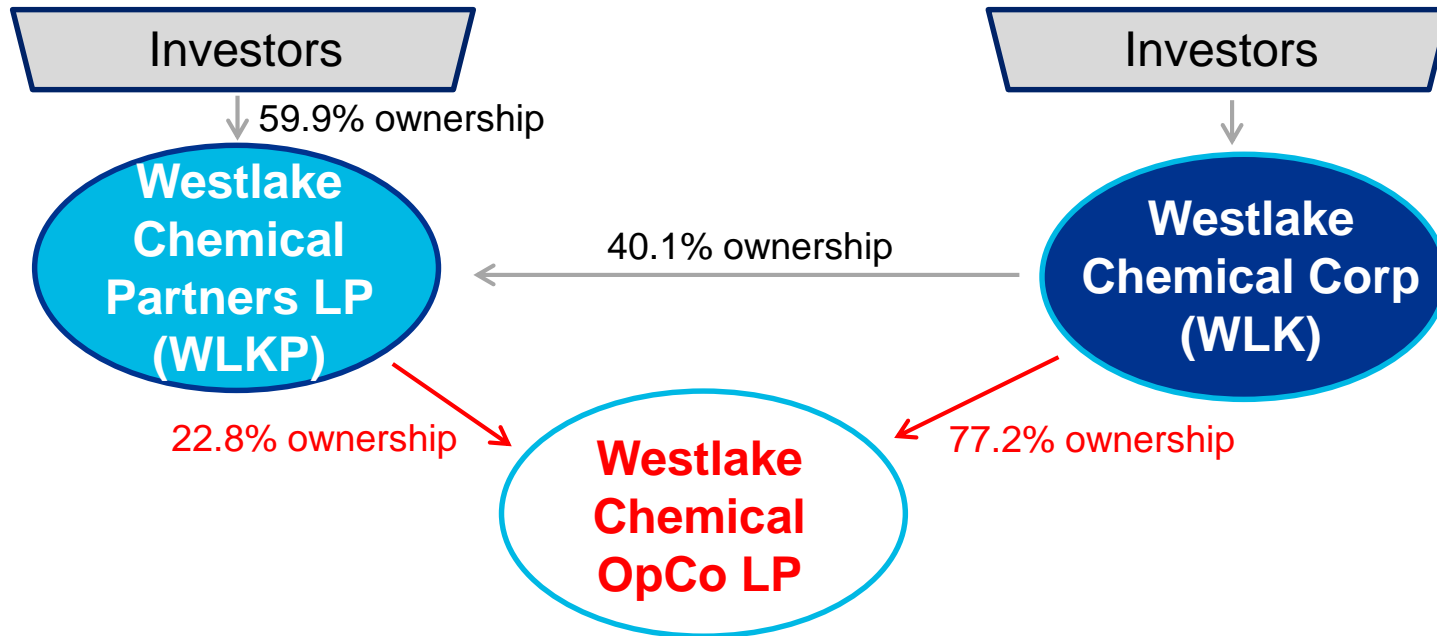 Investors
Investors
59.9% ownership
Westlake
Chemical
Partners LP
(WLKP)
40.1% ownership
Westlake
Chemical Corp
(WLK)
22.8% ownership
77.2% ownership
Westlake
Chemical
OpCo LP